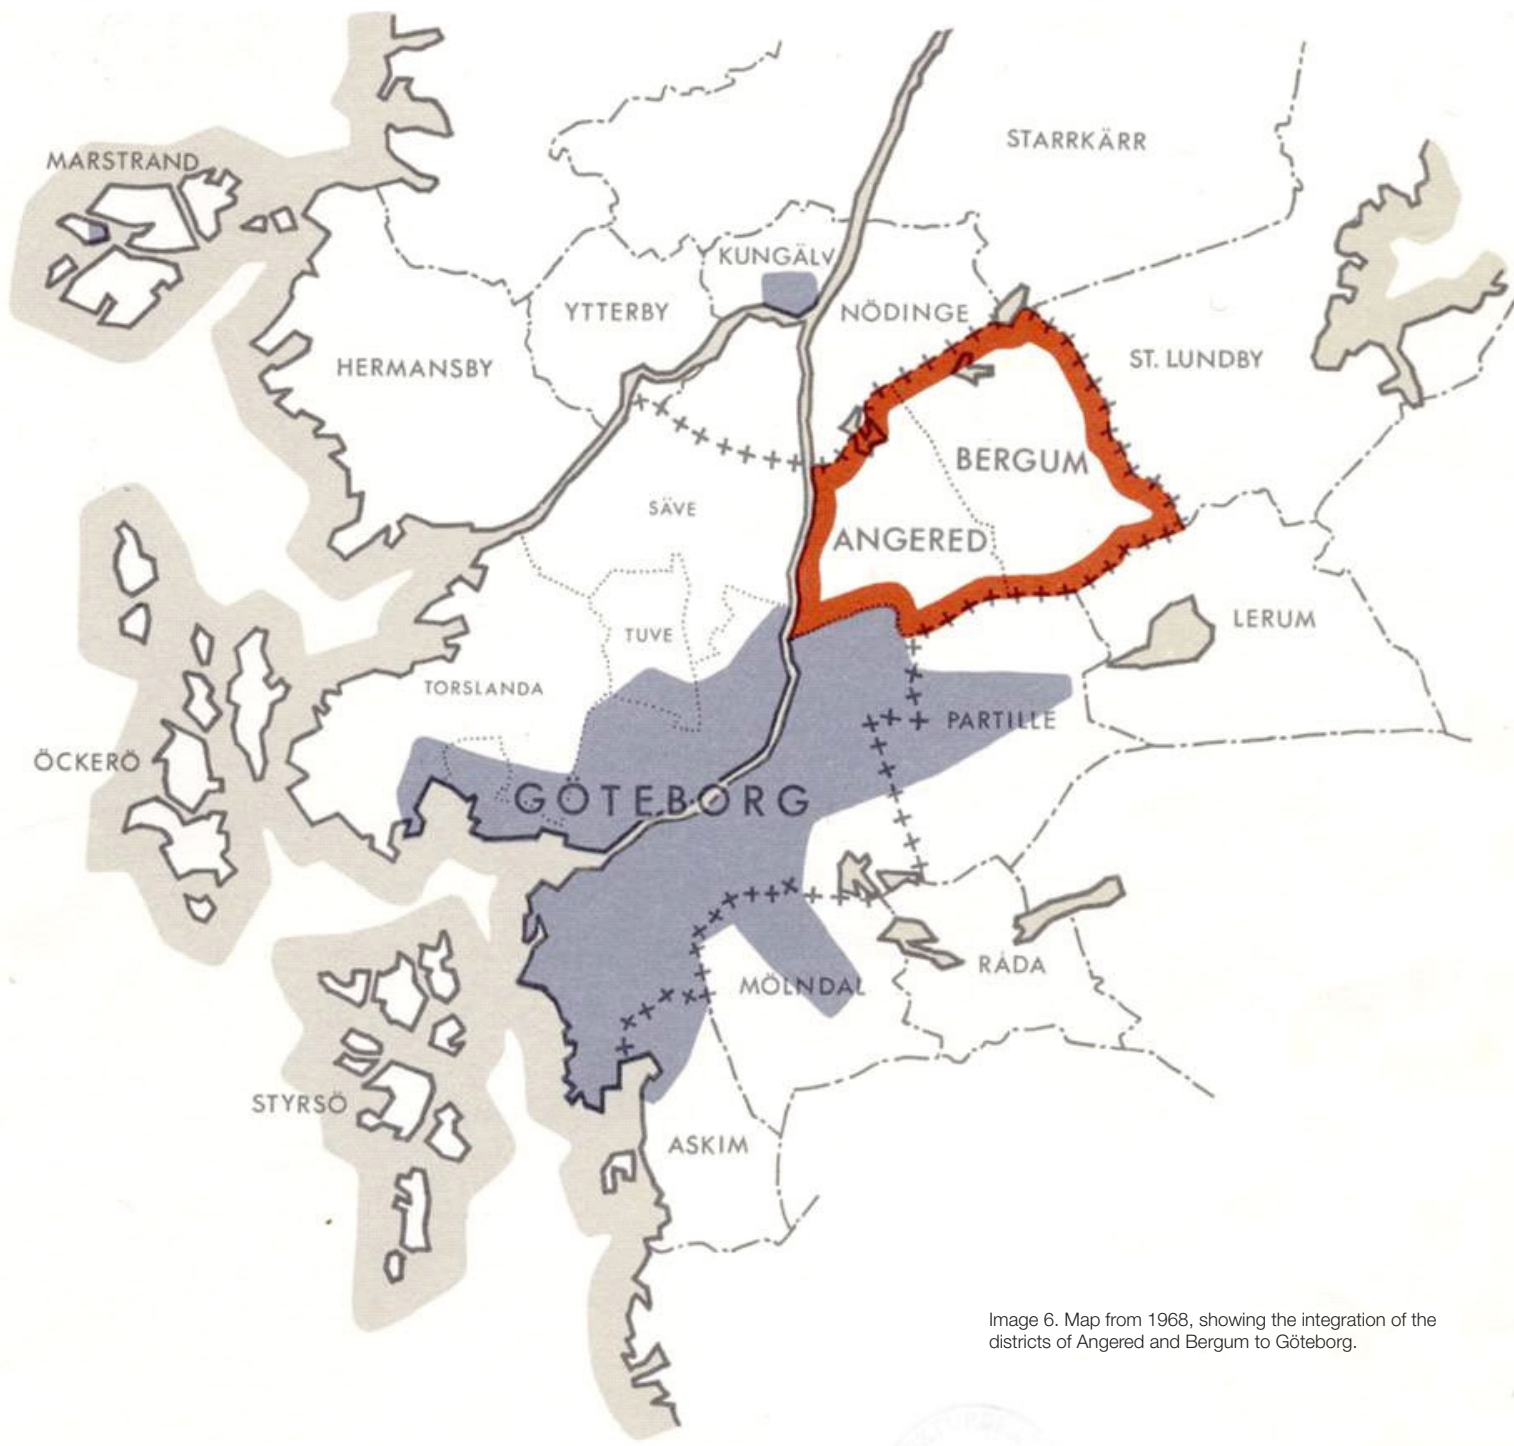 STARRKÄRR
MARSTRAND
KUNGÄLV
YTTERBY
NÖDINGE
HERMANSBY
ST. LUNDBY
BERGUM
SÄVE
ANGERED
LERUM
TUVE
TORSLANDA
PARTILLE
ÖCKERÖ
GÖTEBORG
RÅDA
MÖLNDAL
STYRSÖ
ASKIM
Image 6. Map from 1968, showing the integration of the
districts of Angered and Bergum to Göteborg.